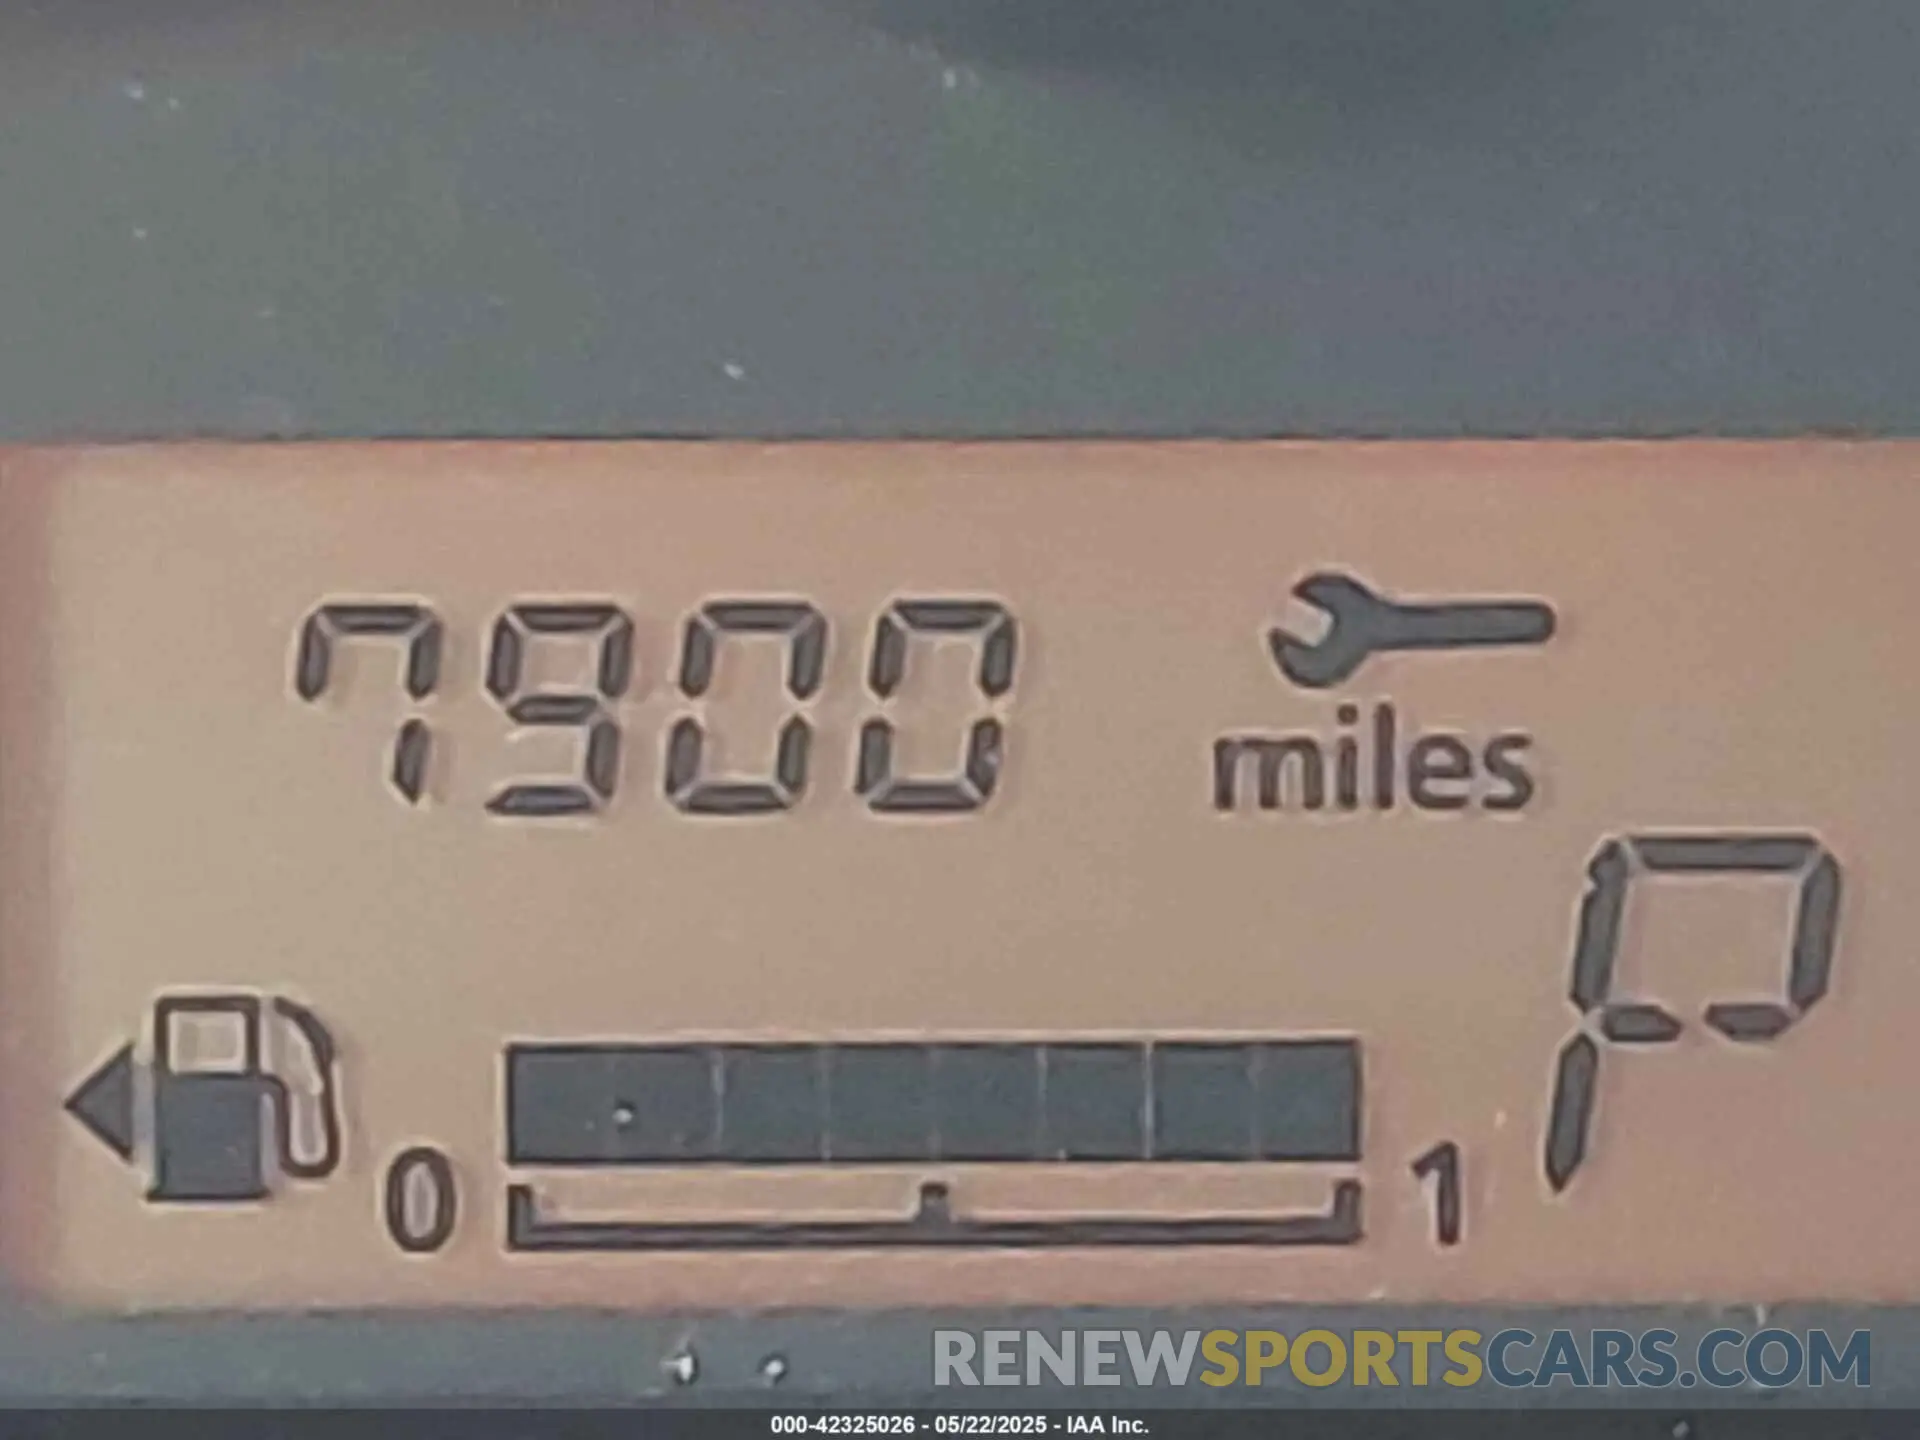 7900
miles
P
0 1
RENEWSPORTSCARS.COM
000-42325026 - 05/22/2025 - IAA Inc.